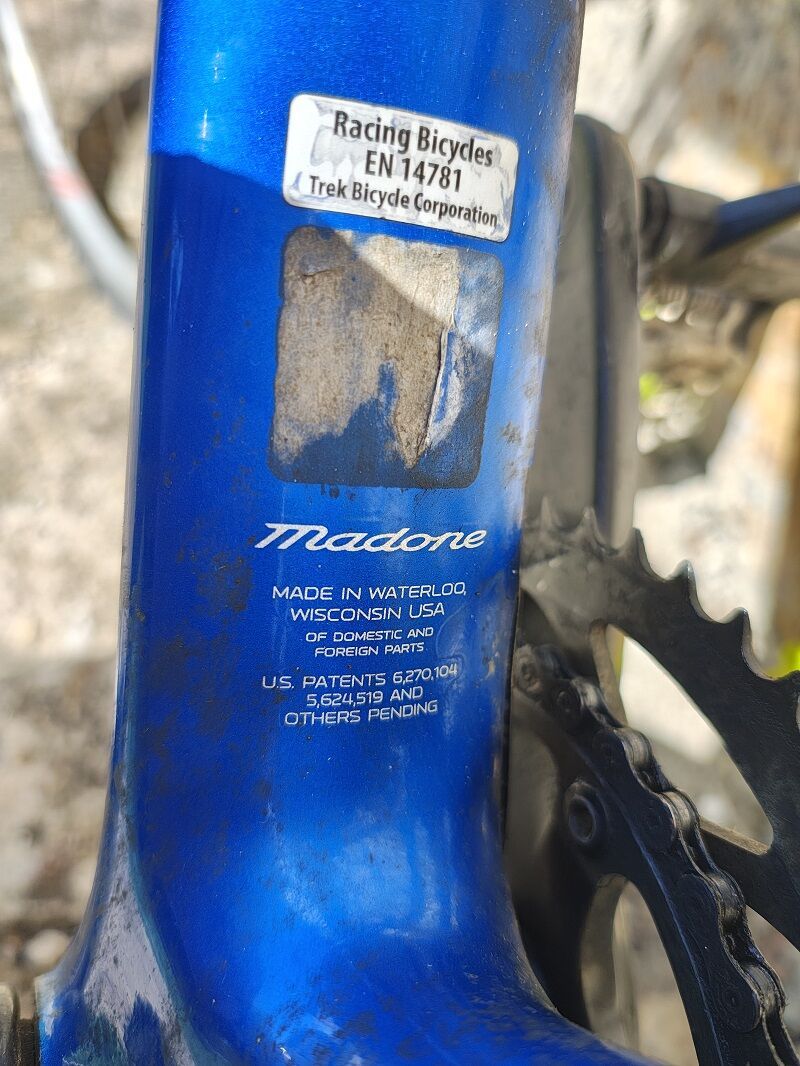 Racing Bicycles
EN 14781
Trek Bicycle Corporation
Madone
MADE IN WATERLOO,
WISCONSIN USA
OF DOMESTIC AND
FOREIGN PARTS
U.S. PATENTS 6,270,104
5,624,519 AND
OTHERS PENDING